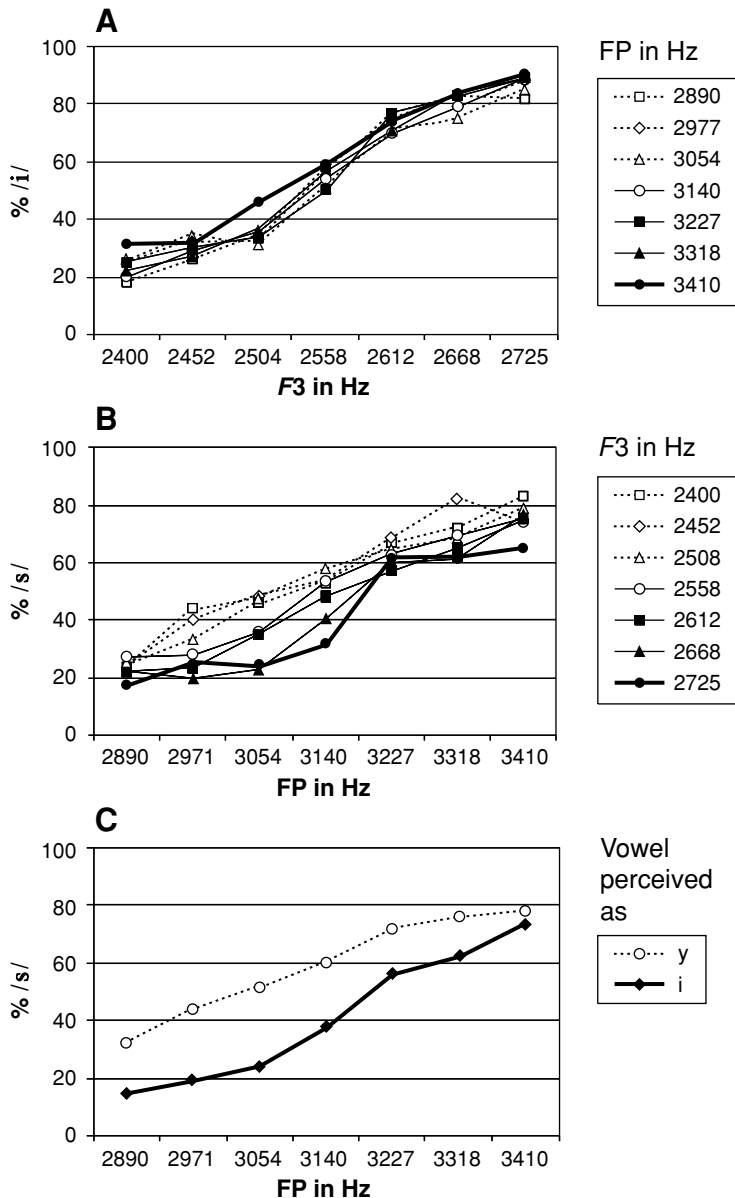 A
FP in Hz
100
80
60
40
20
0
% /i/
2400 2452 2504 2558 2612 2668 2725
F3 in Hz
2890
2977
3054
3140
3227
3318
3410
B
F3 in Hz
100
80
60
40
20
0
% /s/
2890 2971 3054 3140 3227 3318 3410
FP in Hz
2400
2452
2508
2558
2612
2668
2725
C
Vowel
perceived
as
100
80
60
40
20
0
% /s/
2890 2971 3054 3140 3227 3318 3410
FP in Hz
y
i